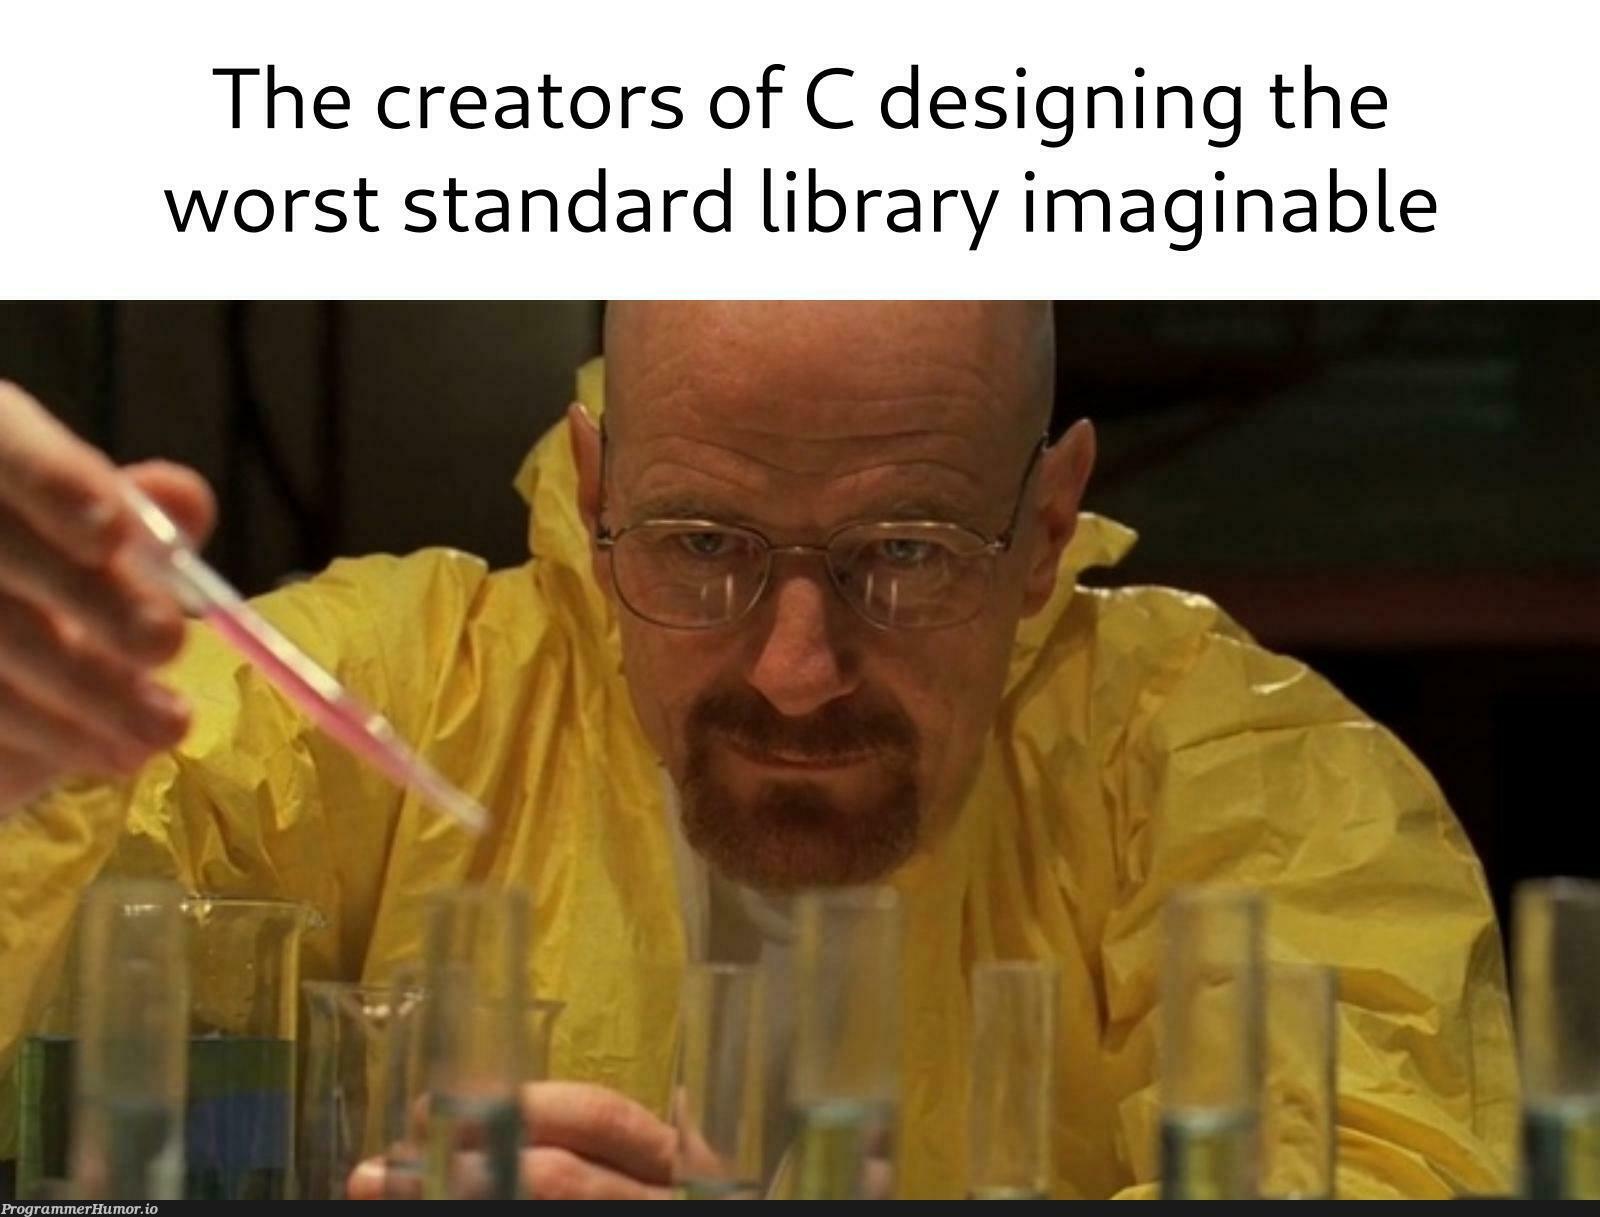 The creators of C designing the
worst standard library imaginable
ProgrammerHumor.io